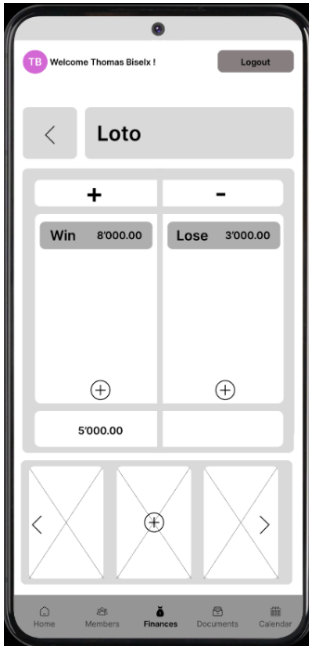 TB Welcome Thomas Biselx ! Logout
Loto
+ -
Win 8'000.00 Lose 3'000.00
5'000.00
Home Members Finances Documents Calendar